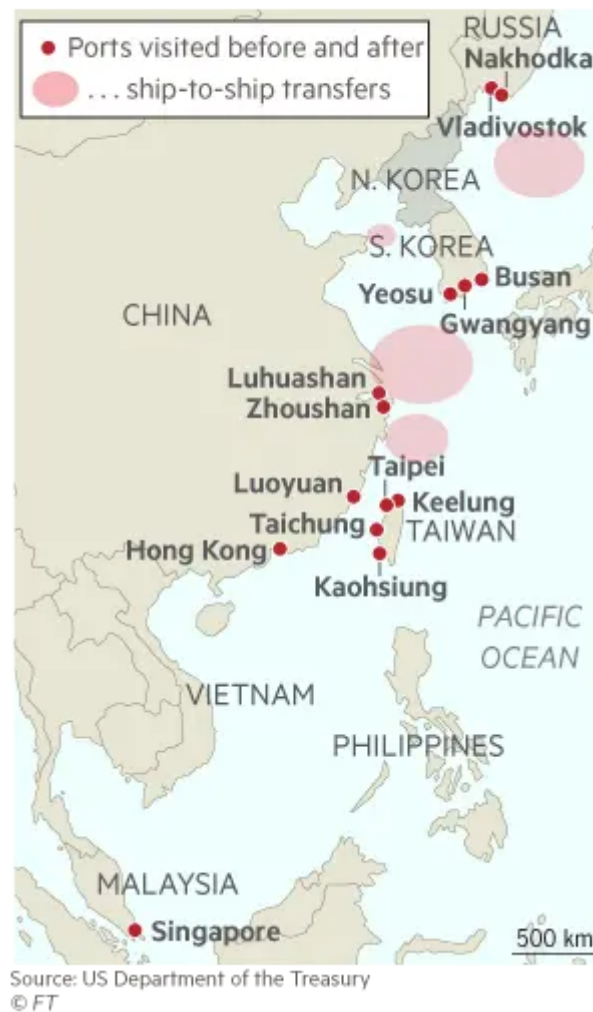 Ports visited before and after
... ship-to-ship transfers
RUSSIA
Nakhodka
Vladivostok
N. KOREA
S. KOREA
Busan
Yeosu
Gwangyang
CHINA
Luhuashan
Zhoushan
Taipei
Luoyuan
Keelung
Taichung
TAIWAN
Hong Kong
Kaohsiung
PACIFIC
OCEAN
VIETNAM
PHILIPPINES
MALAYSIA
Singapore
500 km
Source: US Department of the Treasury
© FT